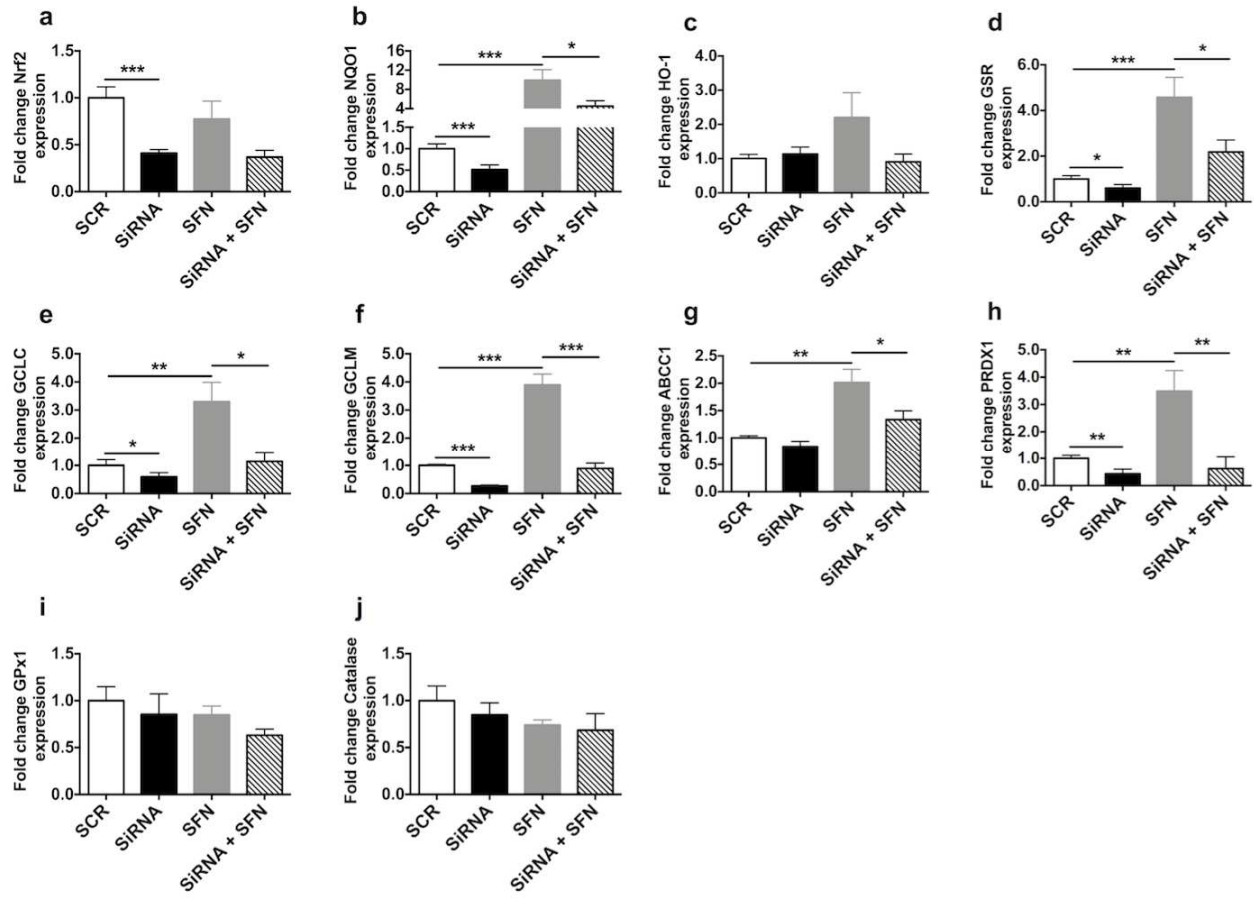 a
Fold change Nrf2
expression
1.5
1.0
0.5
0.0
***
SCR
SiRNA
SFN
SiRNA + SFN
b
Fold change NQO1
expression
16
12
8
4
1.5
1.0
0.5
0.0
***
*
***
SCR
SiRNA
SFN
SiRNA + SFN
c
Fold change HO-1
expression
4.0
3.0
2.0
1.0
0.0
SCR
SiRNA
SFN
SiRNA + SFN
d
Fold change GSR
expression
6.0
4.0
2.0
0.0
***
*
*
SCR
SiRNA
SFN
SiRNA + SFN
e
Fold change GCLC
expression
5.0
4.0
3.0
2.0
1.0
0.0
**
*
*
SCR
SiRNA
SFN
SiRNA + SFN
f
Fold change GCLM
expression
5.0
4.0
3.0
2.0
1.0
0.0
***
***
***
SCR
SiRNA
SFN
SiRNA + SFN
g
Fold change ABCC1
expression
2.5
2.0
1.5
1.0
0.5
0.0
**
*
SCR
SiRNA
SFN
SiRNA + SFN
h
Fold change PRDX1
expression
5.0
4.0
3.0
2.0
1.0
0.0
**
**
**
SCR
SiRNA
SFN
SiRNA + SFN
i
Fold change GPx1
expression
1.5
1.0
0.5
0.0
SCR
SiRNA
SFN
SiRNA + SFN
j
Fold change Catalase
expression
1.5
1.0
0.5
0.0
SCR
SiRNA
SFN
SiRNA + SFN